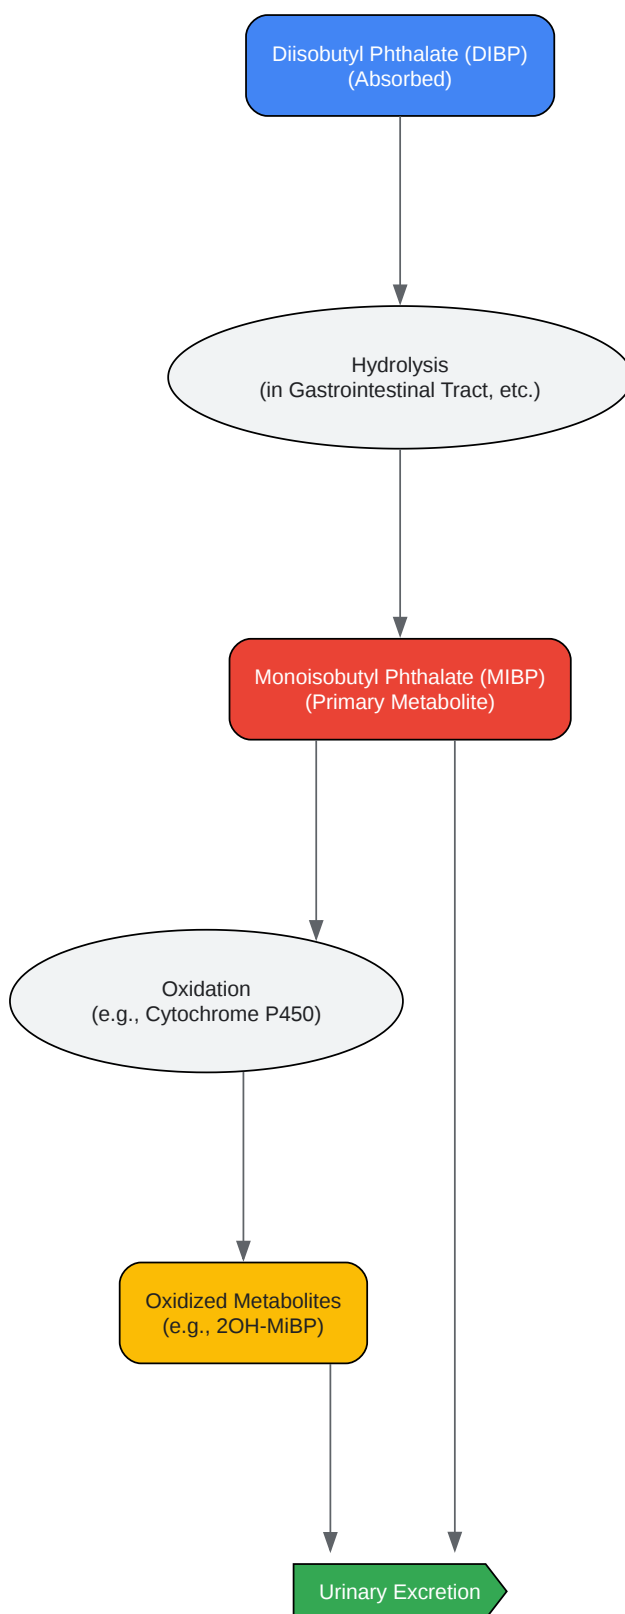 Diisobutyl Phthalate (DIBP)
(Absorbed)
Hydrolysis
(in Gastrointestinal Tract, etc.)
Monoisobutyl Phthalate (MIBP)
(Primary Metabolite)
Oxidation
(e.g., Cytochrome P450)
Oxidized Metabolites
(e.g., 2OH-MiBP)
Urinary Excretion